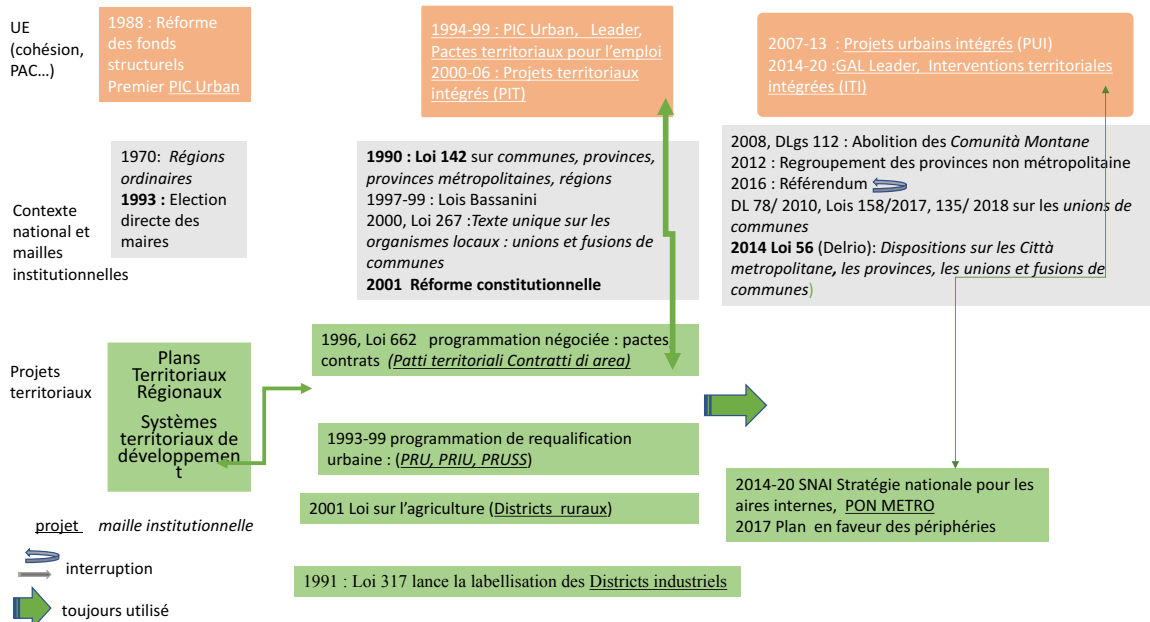 UE
(cohésion,
PAC…)
1988 : Réforme
des fonds
structurels
Premier PIC Urban
1994-99 : PIC Urban, Leader,
Pactes territoriaux pour l’emploi
2000-06 : Projets territoriaux
intégrés (PIT)
2007-13 : Projets urbains intégrés (PUI)
2014-20 :GAL Leader, Interventions territoriales
intégrées (ITI)
Contexte
national et
mailles
institutionnelles
1970: Régions
ordinaires
1993 : Election
directe des
maires
1990 : Loi 142 sur communes, provinces,
provinces métropolitaines, régions
1997-99 : Lois Bassanini
2000, Loi 267 :Texte unique sur les
organismes locaux : unions et fusions de
communes
2001 Réforme constitutionnelle
2008, DLgs 112 : Abolition des Comunità Montane
2012 : Regroupement des provinces non métropolitaine
2016 : Référendum
DL 78/ 2010, Lois 158/2017, 135/ 2018 sur les unions de
communes
2014 Loi 56 (Delrio): Dispositions sur les Città
metropolitane, les provinces, les unions et fusions de
communes)
Projets
territoriaux
Plans
Territoriaux
Régionaux
Systèmes
territoriaux de
développemen
t
1996, Loi 662 programmation négociée : pactes
contrats (Patti territoriali Contratti di area)
1993-99 programmation de requalification
urbaine : (PRU, PRIU, PRUSS)
2001 Loi sur l’agriculture (Districts ruraux)
1991 : Loi 317 lance la labellisation des Districts industriels
2014-20 SNAI Stratégie nationale pour les
aires internes, PON METRO
2017 Plan en faveur des périphéries
projet maille institutionnelle
interruption
toujours utilisé